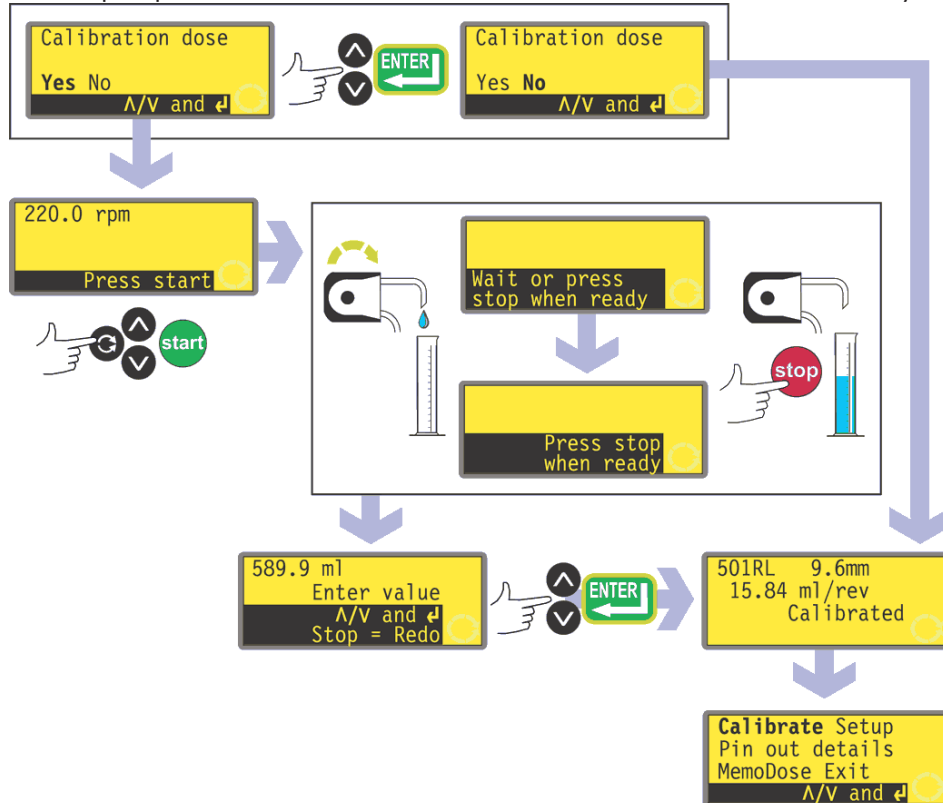 Calibration dose
Yes No
Λ/V and ↲
ENTER
Calibration dose
Yes No
Λ/V and ↲
220.0 rpm
Press start
start
Wait or press
stop when ready
Press stop
when ready
stop
589.9 ml
Enter value
Λ/V and ↲
Stop = Redo
ENTER
501RL 9.6mm
15.84 ml/rev
Calibrated
Calibrate Setup
Pin out details
MemoDose Exit
Λ/V and ↲